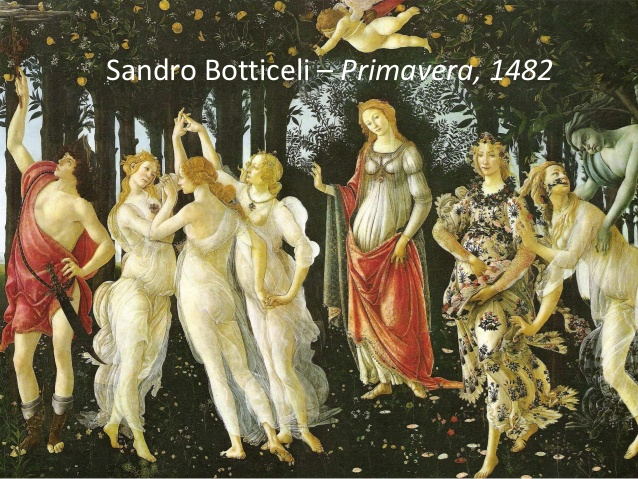 Sandro Botticeli – Primavera, 1482